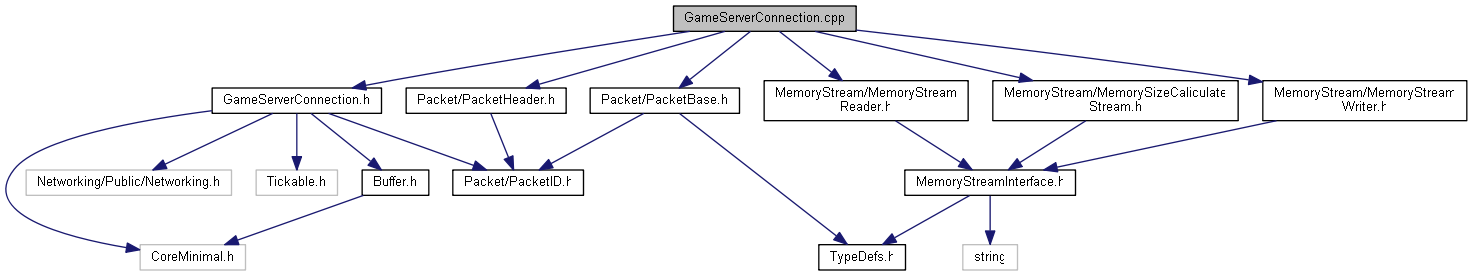 GameServerConnection.cpp
GameServerConnection.h
Packet/PacketHeader.h
Packet/PacketBase.h
MemoryStream/MemoryStream
Reader.h
MemoryStream/MemorySizeCaliculate
Stream.h
MemoryStream/MemoryStream
Writer.h
Networking/Public/Networking.h
Tickable.h
Buffer.h
Packet/PacketID.h
MemoryStreamInterface.h
CoreMinimal.h
TypeDefs.h
string